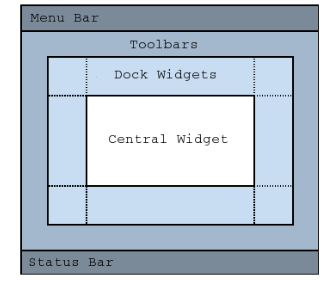 Menu Bar
Toolbars
Dock Widgets
Central Widget
Status Bar